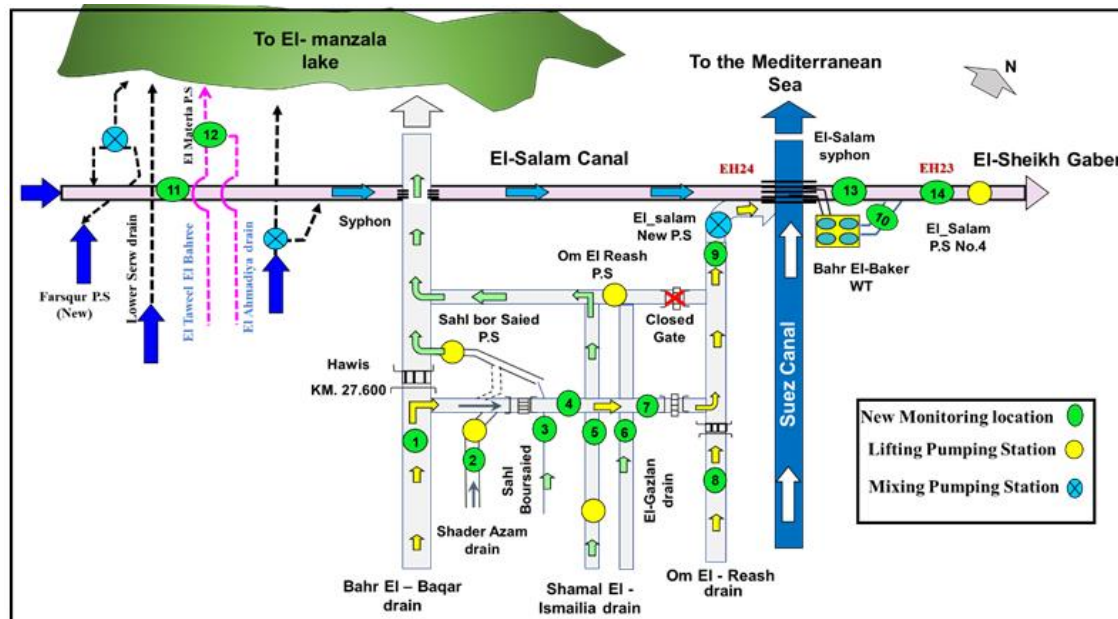 To El- manzala
lake
To the Mediterranean
Sea
N
El Materia P.S
12
El-Salam
syphon
El-Salam Canal
EH24
EH23
El-Sheikh Gaber
11
13
14
10
Syphon
El_salam
New P.S
El_Salam
P.S No.4
Bahr El-Baker
WT
9
Farsqur P.S
(New)
Lower Serw drain
El Taweel El Bahree
El Ahmadiya drain
Om El Reash
P.S
Sahl bor Saied
P.S
Closed
Gate
Hawis
KM. 27.600
Suez Canal
1
2
3
4
5
6
7
8
Sahl
Boursaied
El-Gazlan
drain
Shader Azam
drain
Bahr El – Baqar
drain
Shamal El -
Ismailia drain
Om El - Reash
drain
New Monitoring location
Lifting Pumping Station
Mixing Pumping Station